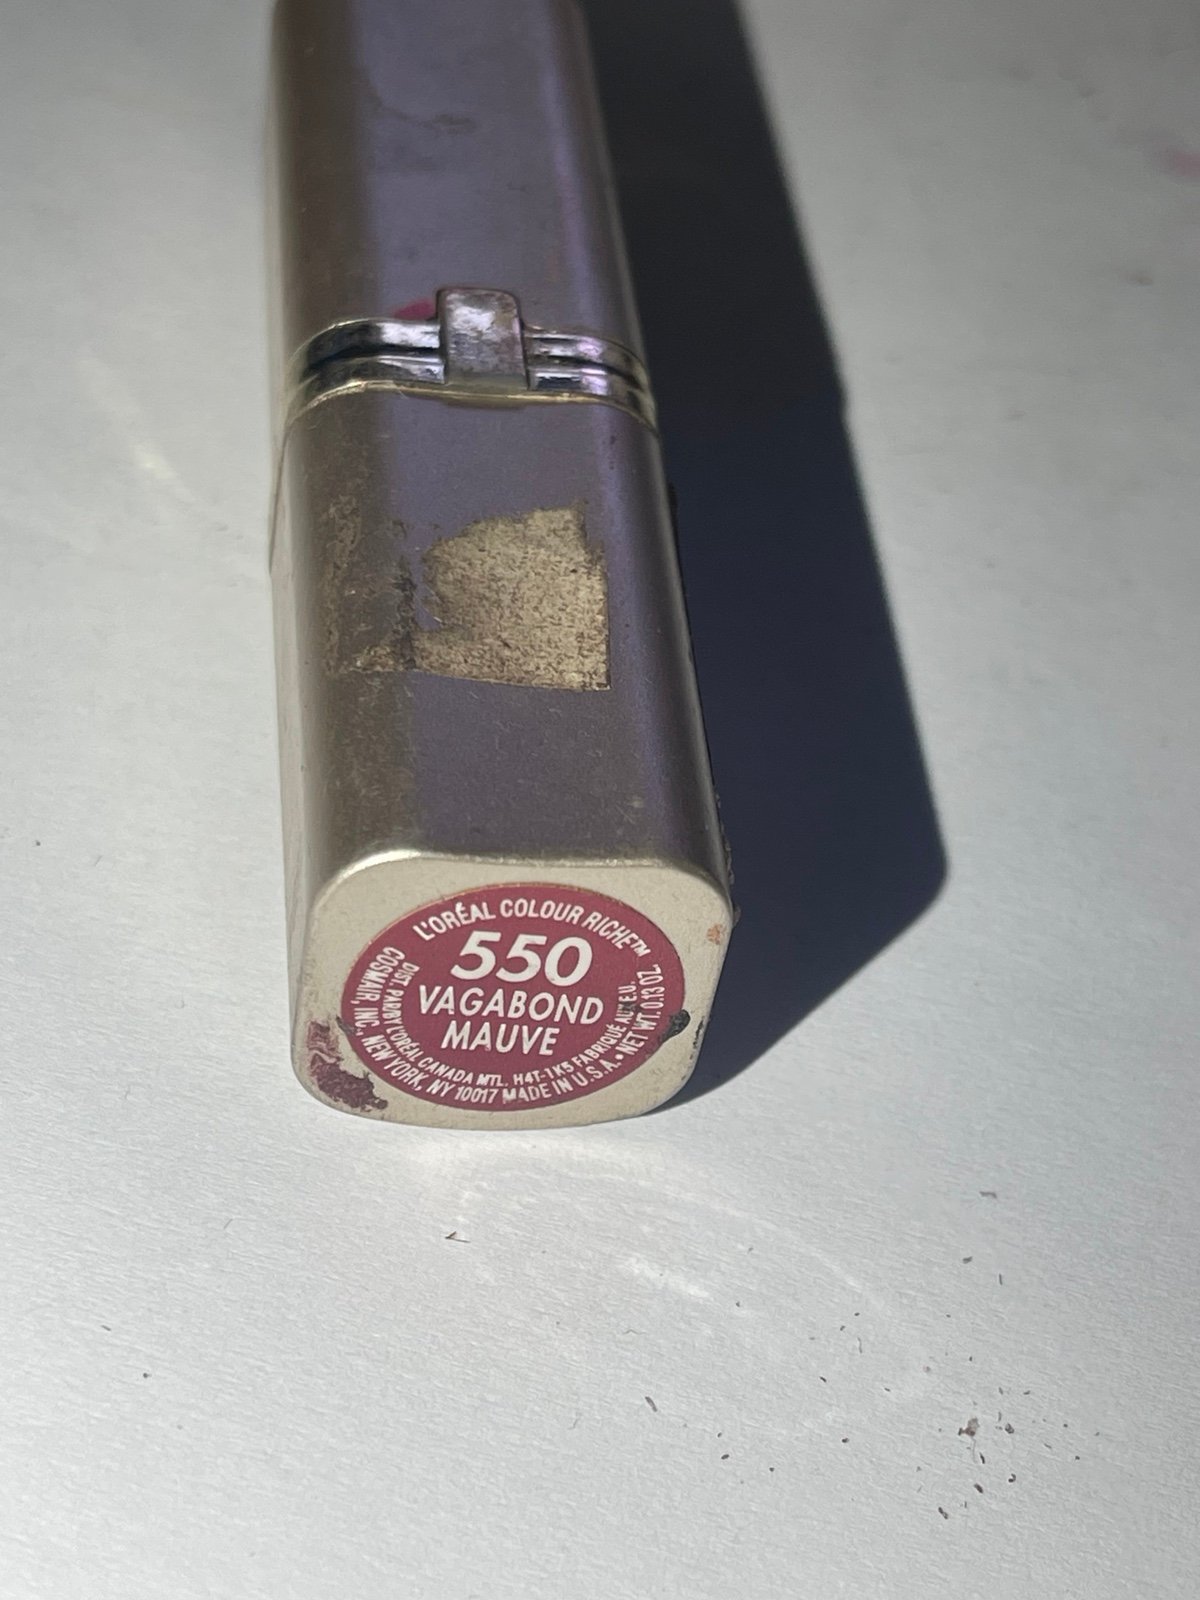 L'ORÉAL COLOUR RICHE™
550
VAGABOND
MAUVE
DIST. PAR/BY L'ORÉAL CANADA MTL. H4T-1K5 FABRIQUÉ AUX E.U.
COSMAIR, INC., NEW YORK, NY 10017 MADE IN U.S.A. • NET WT. 0.13 OZ.